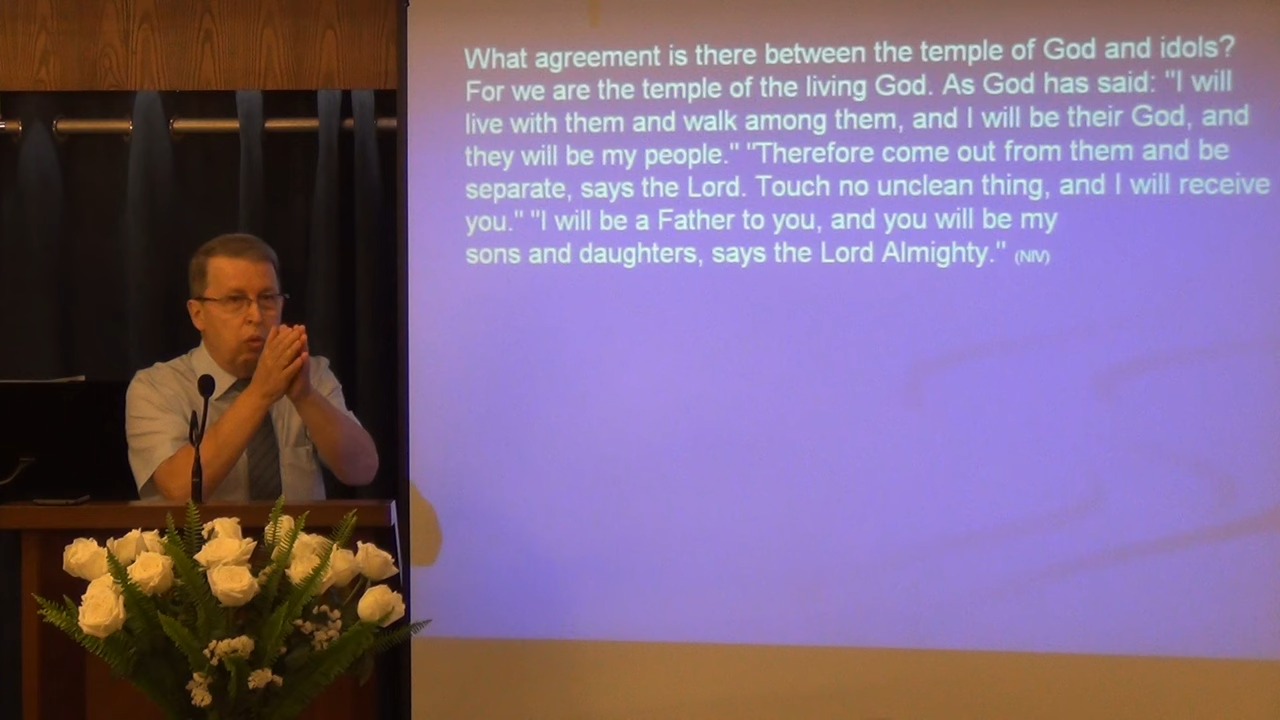 What agreement is there between the temple of God and idols?
For we are the temple of the living God. As God has said: "I will
live with them and walk among them, and I will be their God, and
they will be my people." "Therefore come out from them and be
separate, says the Lord. Touch no unclean thing, and I will receive
you." "I will be a Father to you, and you will be my
sons and daughters, says the Lord Almighty." (NIV)